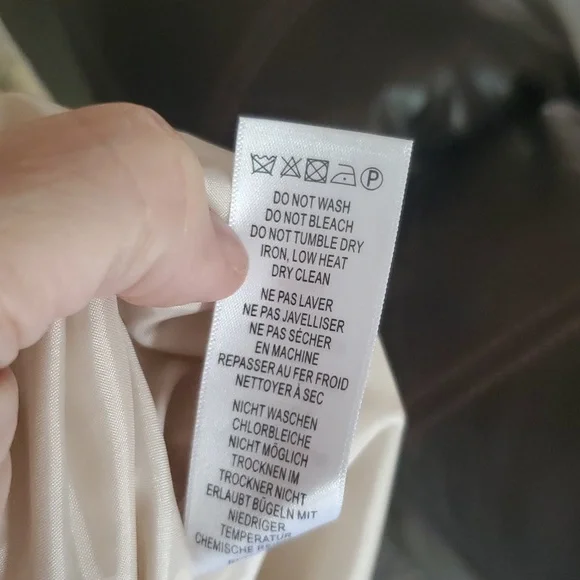 P
DO NOT WASH
DO NOT BLEACH
DO NOT TUMBLE DRY
IRON, LOW HEAT
DRY CLEAN
NE PAS LAVER
NE PAS JAVELLISER
NE PAS SÉCHER
EN MACHINE
REPASSER AU FER FROID
NETTOYER À SEC
NICHT WASCHEN
CHLORBLEICHE
NICHT MÖGLICH
TROCKNEN IM
TROCKNER NICHT
ERLAUBT BÜGELN MIT
NIEDRIGER
TEMPERATUR
CHEMISCHE